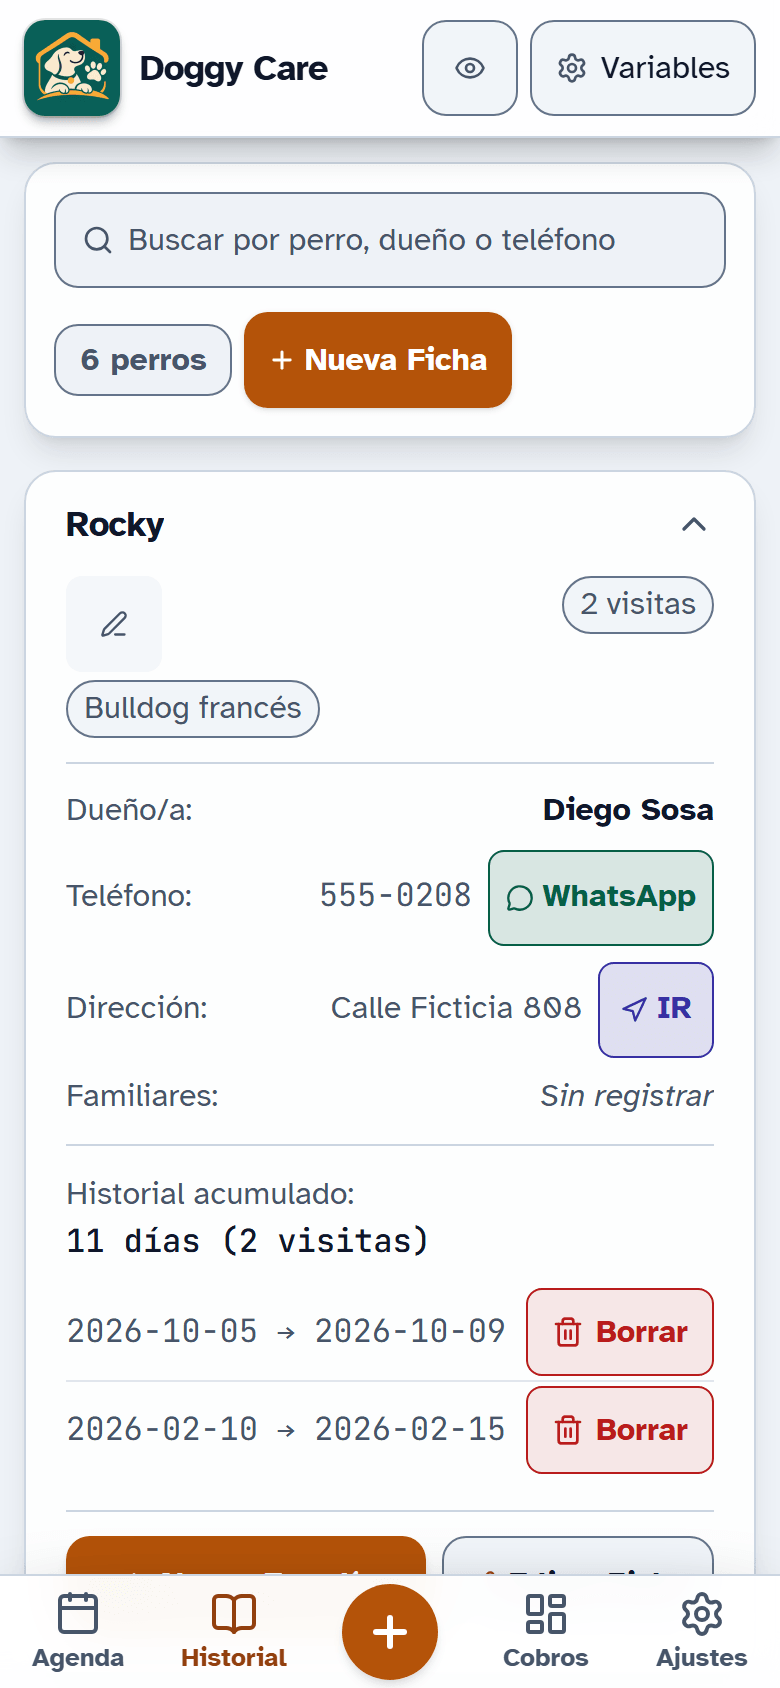 Doggy Care
Variables
Buscar por perro, dueño o teléfono
6 perros
+ Nueva Ficha
Rocky
2 visitas
Bulldog francés
Dueño/a: Diego Sosa
Teléfono: 555-0208 WhatsApp
Dirección: Calle Ficticia 808 IR
Familiares: Sin registrar
Historial acumulado:
11 días (2 visitas)
2026-10-05 → 2026-10-09 Borrar
2026-02-10 → 2026-02-15 Borrar
Agenda Historial Cobros Ajustes